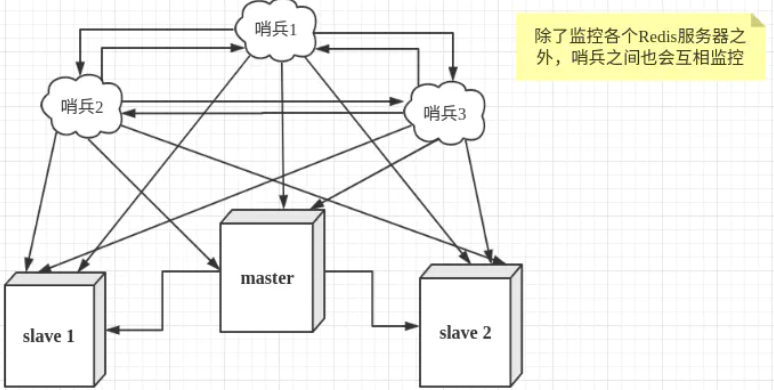 哨兵1
除了监控各个Redis服务器之
外，哨兵之间也会互相监控
哨兵2
哨兵3
master
slave 1
slave 2